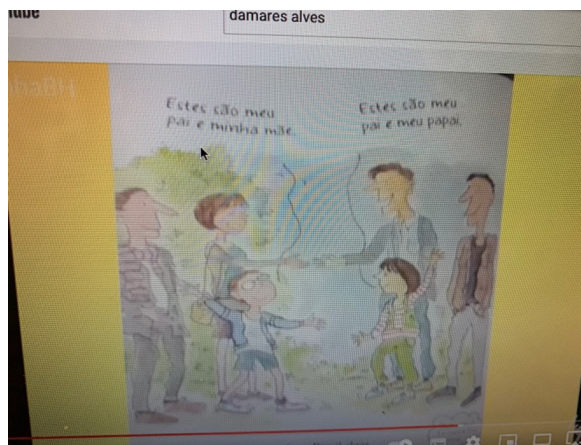 damares alves
Estes são meu
pai e minha mãe.
Estes são meu
pai e meu papai.